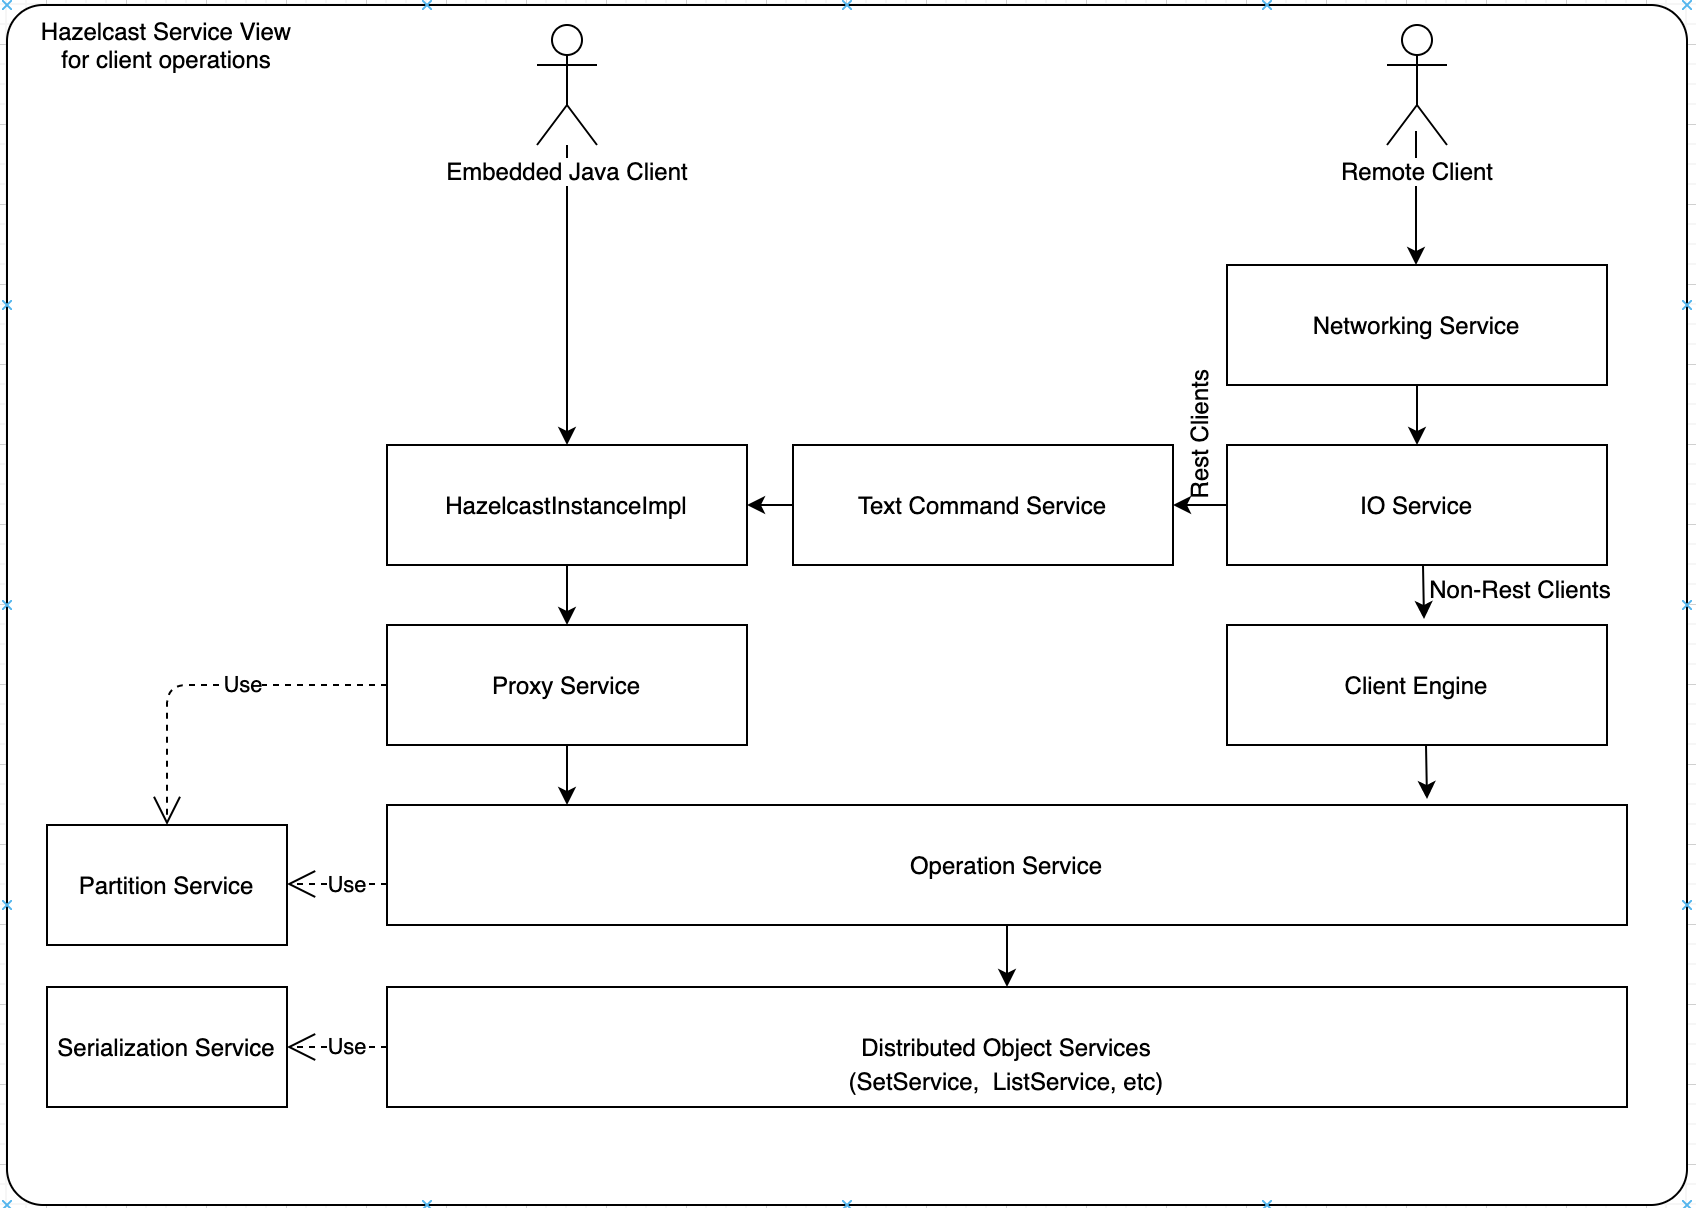 Hazelcast Service View
for client operations
Embedded Java Client
Remote Client
Networking Service
Rest Clients
HazelcastInstanceImpl
Text Command Service
IO Service
Non-Rest Clients
Use
Proxy Service
Client Engine
Partition Service
Use
Operation Service
Serialization Service
Use
Distributed Object Services
(SetService,  ListService, etc)